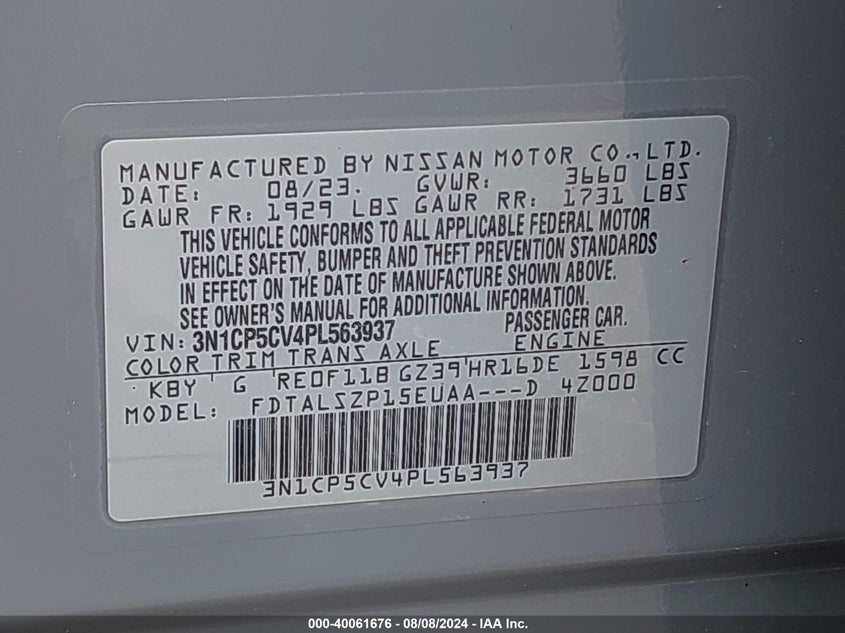 MANUFACTURED BY NISSAN MOTOR CO., LTD.
DATE: 08/23. GVWR: 3660 LBS
GAWR FR: 1929 LBS GAWR RR: 1731 LBS
THIS VEHICLE CONFORMS TO ALL APPLICABLE FEDERAL MOTOR
VEHICLE SAFETY, BUMPER AND THEFT PREVENTION STANDARDS
IN EFFECT ON THE DATE OF MANUFACTURE SHOWN ABOVE.
SEE OWNER'S MANUAL FOR ADDITIONAL INFORMATION.
VIN: 3N1CP5CV4PL563937 PASSENGER CAR.
COLOR TRIM TRANS AXLE ENGINE
KBY G RE0F11B GZ39 HR16DE 1598 CC
MODEL: FDTALSZP15EUAA---D 4Z000
3N1CP5CV4PL563937
000-40061676 - 08/08/2024 - IAA Inc.